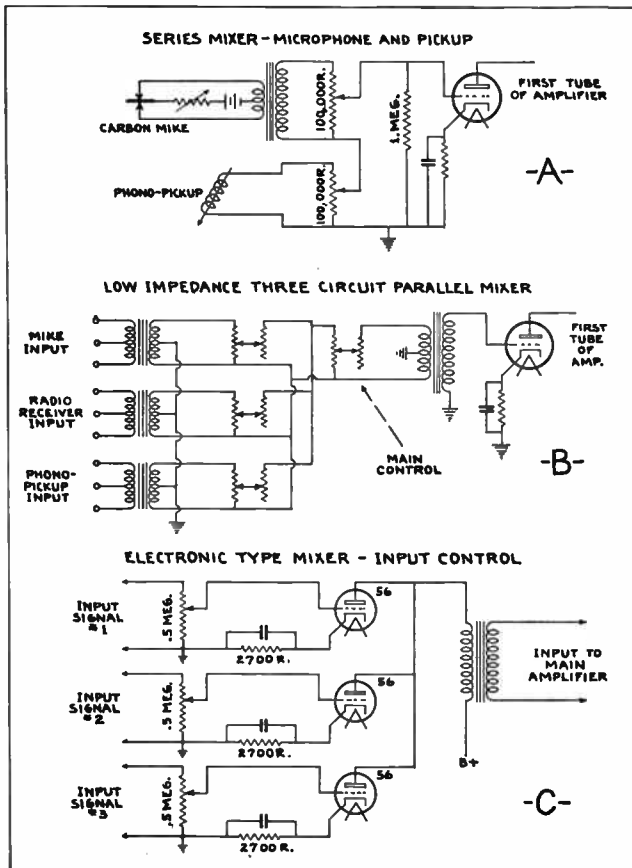 SERIES MIXER-MICROPHONE AND PICKUP
CARBON MIKE
100,000R.
1. MEG.
FIRST TUBE
OF AMPLIFIER
-A-
PHONO-PICKUP
100,000R.
LOW IMPEDANCE THREE CIRCUIT PARALLEL MIXER
MIKE
INPUT
FIRST
TUBE
OF
AMP.
RADIO
RECEIVER
INPUT
MAIN
CONTROL
-B-
PHONO-
PICKUP
INPUT
ELECTRONIC TYPE MIXER - INPUT CONTROL
INPUT
SIGNAL
#1
.5 MEG.
56
2700R.
INPUT TO
MAIN
AMPLIFIER
INPUT
SIGNAL
#2
.5 MEG.
56
2700R.
B+
INPUT
SIGNAL
#3
.5 MEG.
56
2700R.
-C-